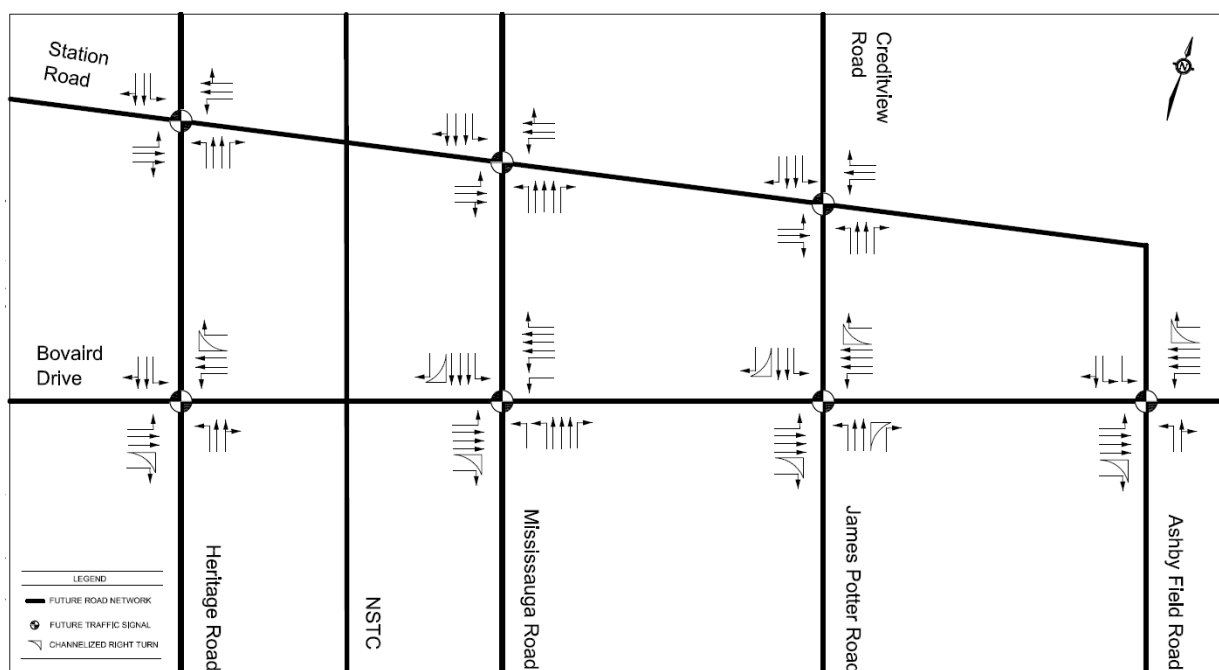 Station
Road
Creditview
Road
N
Bovaird
Drive
Heritage Road
NSTC
Mississauga Road
James Potter Road
Ashby Field Road
LEGEND
FUTURE ROAD NETWORK
FUTURE TRAFFIC SIGNAL
CHANNELIZED RIGHT TURN